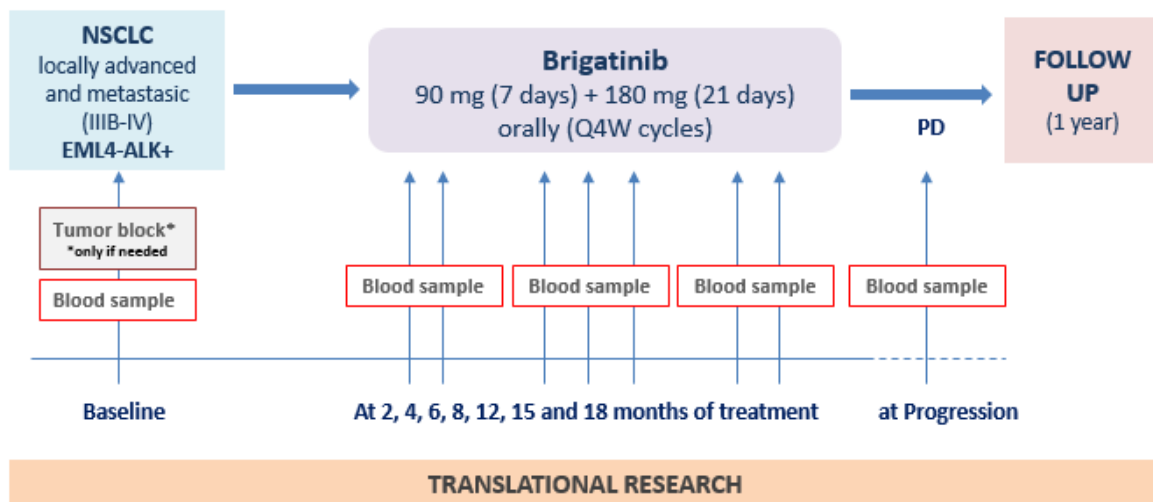 NSCLC
locally advanced
and metastasic
(IIIB-IV)
EML4-ALK+
Brigatinib
90 mg (7 days) + 180 mg (21 days)
orally (Q4W cycles)
PD
FOLLOW
UP
(1 year)
Tumor block*
*only if needed
Blood sample
Blood sample
Blood sample
Blood sample
Blood sample
Baseline
At 2, 4, 6, 8, 12, 15 and 18 months of treatment
at Progression
TRANSLATIONAL RESEARCH